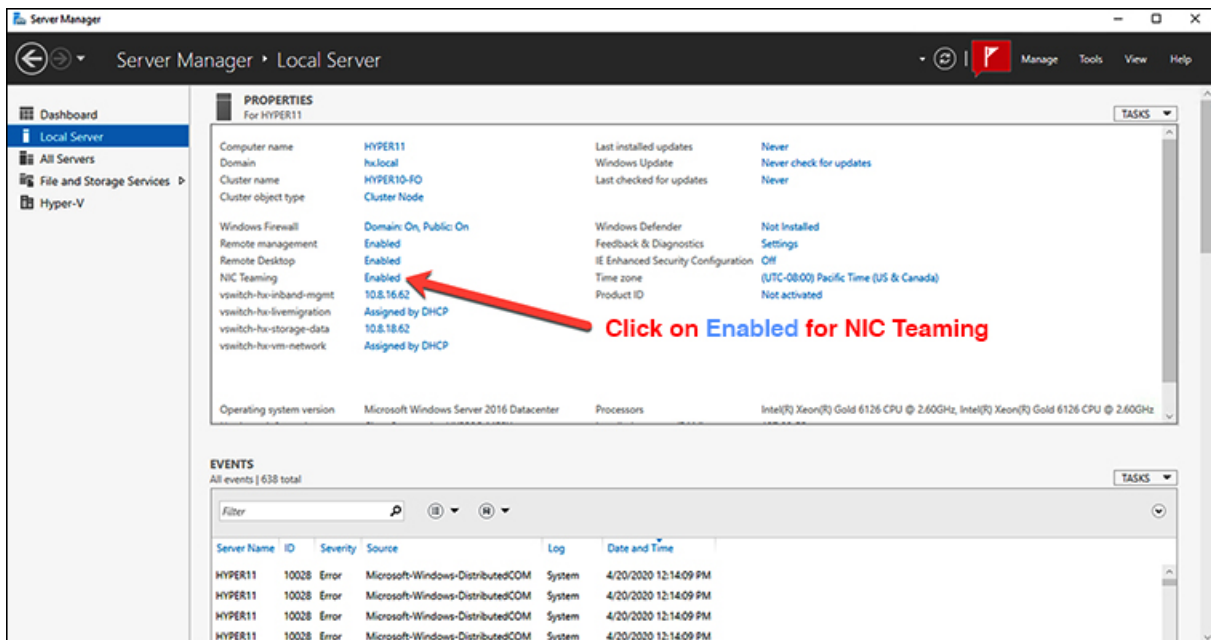 Server Manager
Server Manager • Local Server
Manage Tools View Help
Dashboard
Local Server
All Servers
File and Storage Services
Hyper-V
PROPERTIES
For HYPER11
TASKS
Computer name HYPER11 Last installed updates Never
Domain hx.local Windows Update Never check for updates
Cluster name HYPER10-FO Last checked for updates Never
Cluster object type Cluster Node
Windows Firewall Domain: On, Public: On Windows Defender Not Installed
Remote management Enabled Feedback & Diagnostics Settings
Remote Desktop Enabled IE Enhanced Security Configuration Off
NIC Teaming Enabled Time zone (UTC-08:00) Pacific Time (US & Canada)
vswitch-hx-inband-mgmt 10.8.16.62 Product ID Not activated
vswitch-hx-livemigration Assigned by DHCP
vswitch-hx-storage-data 10.8.18.62
vswitch-hx-vm-network Assigned by DHCP
Click on Enabled for NIC Teaming
Operating system version Microsoft Windows Server 2016 Datacenter Processors Intel(R) Xeon(R) Gold 6126 CPU @ 2.60GHz, Intel(R) Xeon(R) Gold 6126 CPU @ 2.60GHz
EVENTS
All events | 638 total
TASKS
Filter
Server Name ID Severity Source Log Date and Time
HYPER11 10028 Error Microsoft-Windows-DistributedCOM System 4/20/2020 12:14:09 PM
HYPER11 10028 Error Microsoft-Windows-DistributedCOM System 4/20/2020 12:14:09 PM
HYPER11 10028 Error Microsoft-Windows-DistributedCOM System 4/20/2020 12:14:09 PM
HYPER11 10028 Error Microsoft-Windows-DistributedCOM System 4/20/2020 12:14:09 PM